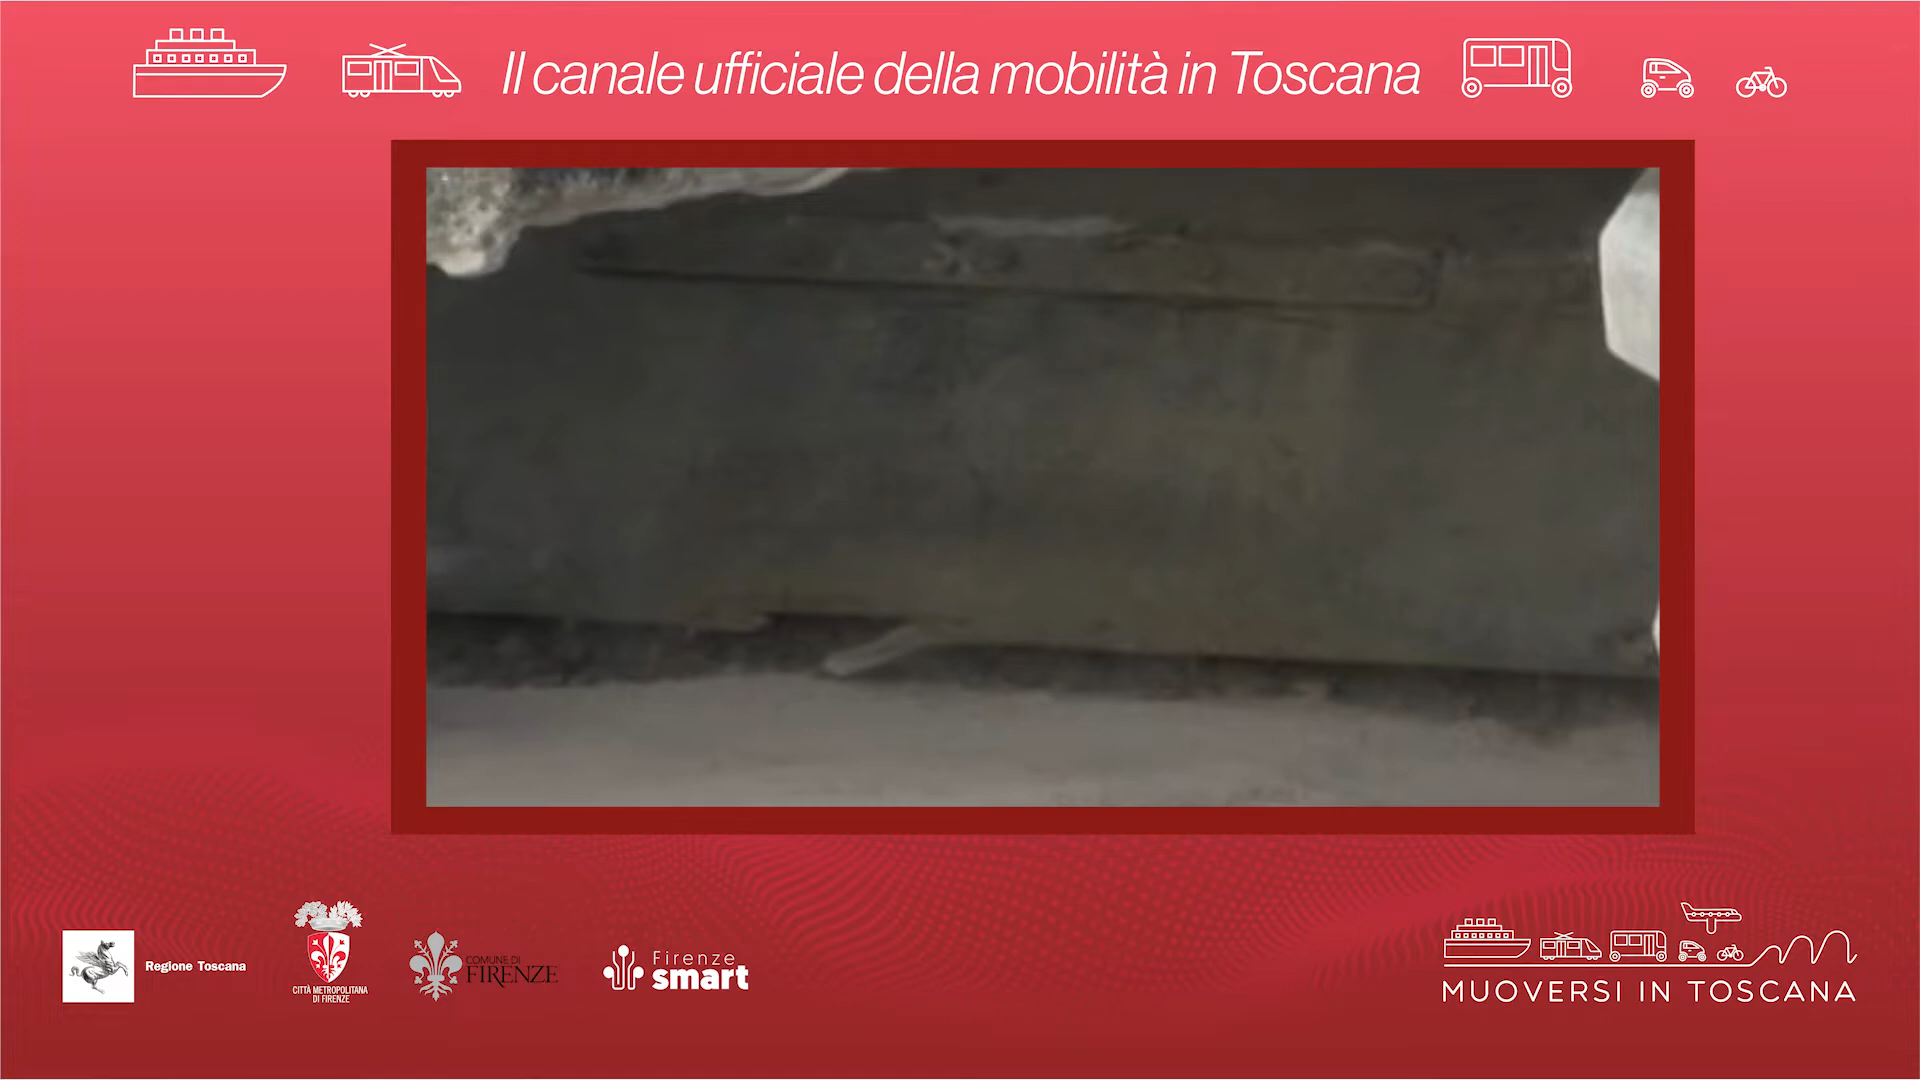 Il canale ufficiale della mobilità in Toscana
Regione Toscana
CITTÀ METROPOLITANA
DI FIRENZE
COMUNE DI
FIRENZE
Firenze
smart
MUOVERSI IN TOSCANA